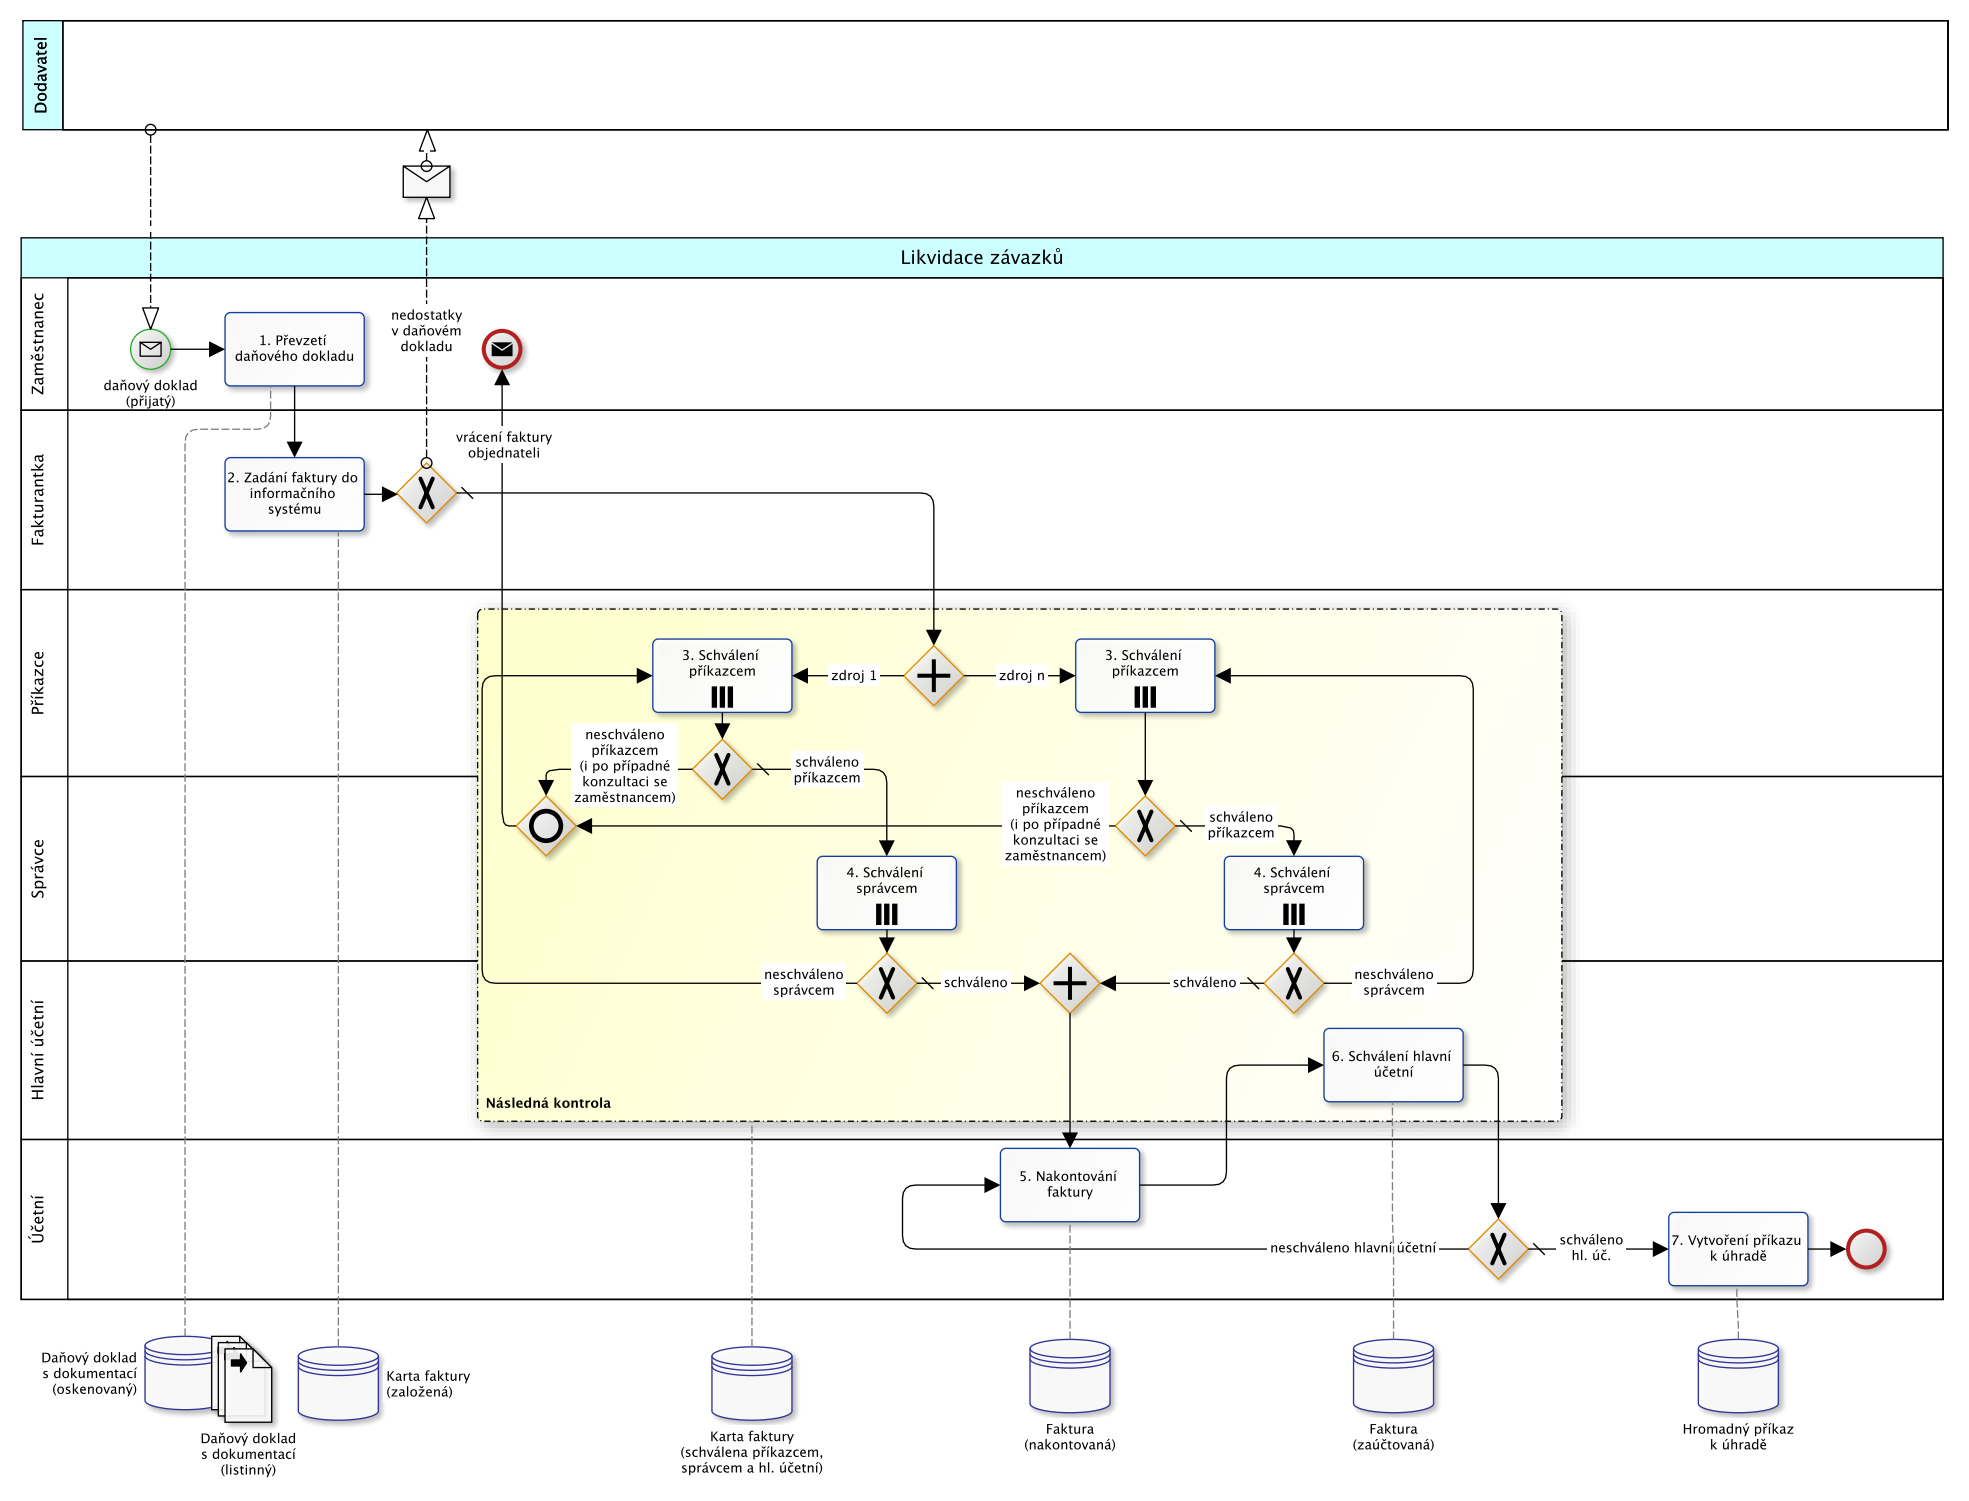 Dodavatel
Likvidace závazků
Zaměstnanec
daňový doklad
(přijatý)
1. Převzetí
daňového dokladu
nedostatky
v daňovém
dokladu
Fakturantka
2. Zadání faktury do
informačního
systému
vrácení faktury
objednateli
Příkazce
3. Schválení
příkazcem
zdroj 1
zdroj n
3. Schválení
příkazcem
neschváleno
příkazcem
(i po případné
konzultaci se
zaměstnancem)
schváleno
příkazcem
neschváleno
příkazcem
(i po případné
konzultaci se
zaměstnancem)
schváleno
příkazcem
Správce
4. Schválení
správcem
4. Schválení
správcem
neschváleno
správcem
schváleno
schváleno
neschváleno
správcem
Hlavní účetní
6. Schválení hlavní
účetní
Následná kontrola
Účetní
5. Nakontování
faktury
neschváleno hlavní účetní
schváleno
hl. úč.
7. Vytvoření příkazu
k úhradě
Daňový doklad
s dokumentací
(oskenovaný)
Daňový doklad
s dokumentací
(listinný)
Karta faktury
(založená)
Karta faktury
(schválena příkazcem,
správcem a hl. účetní)
Faktura
(nakontovaná)
Faktura
(zaúčtovaná)
Hromadný příkaz
k úhradě